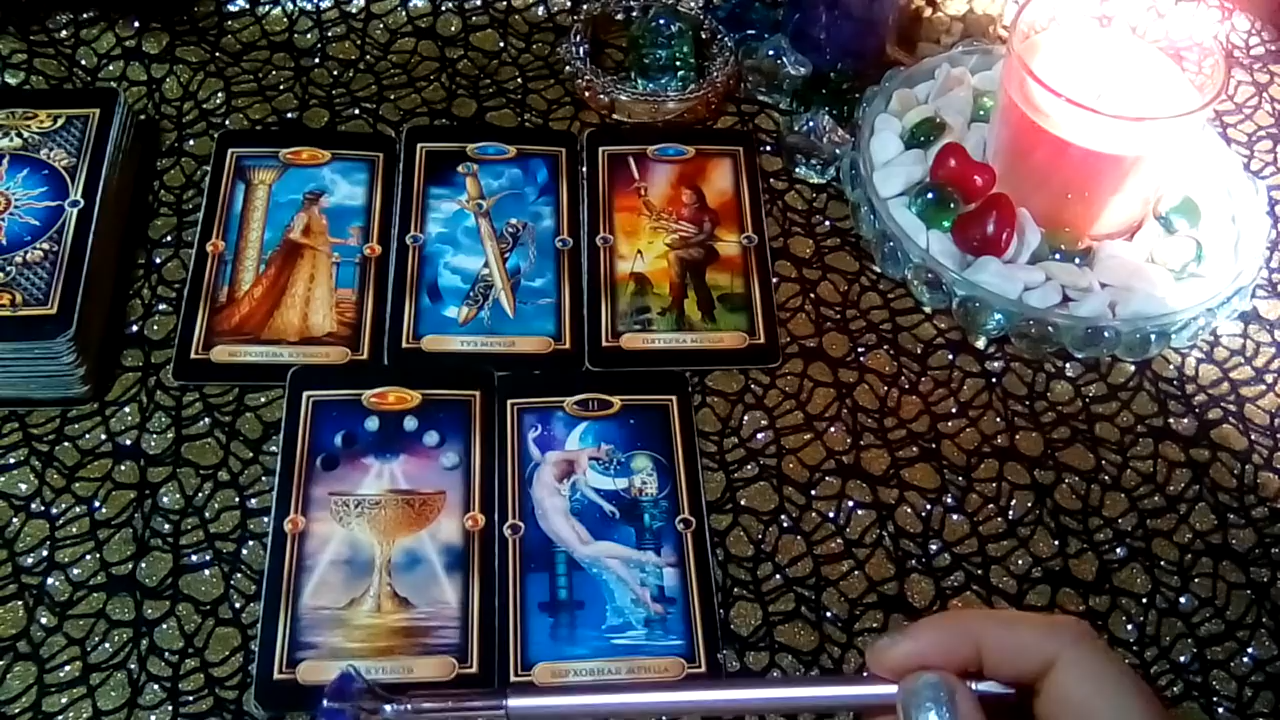 КОРОЛЕВА КУБКОВ
ТУЗ МЕЧЕЙ
ПЯТЕРКА МЕЧЕЙ
КУБКОВ
II
ВЕРХОВНАЯ ЖРИЦА